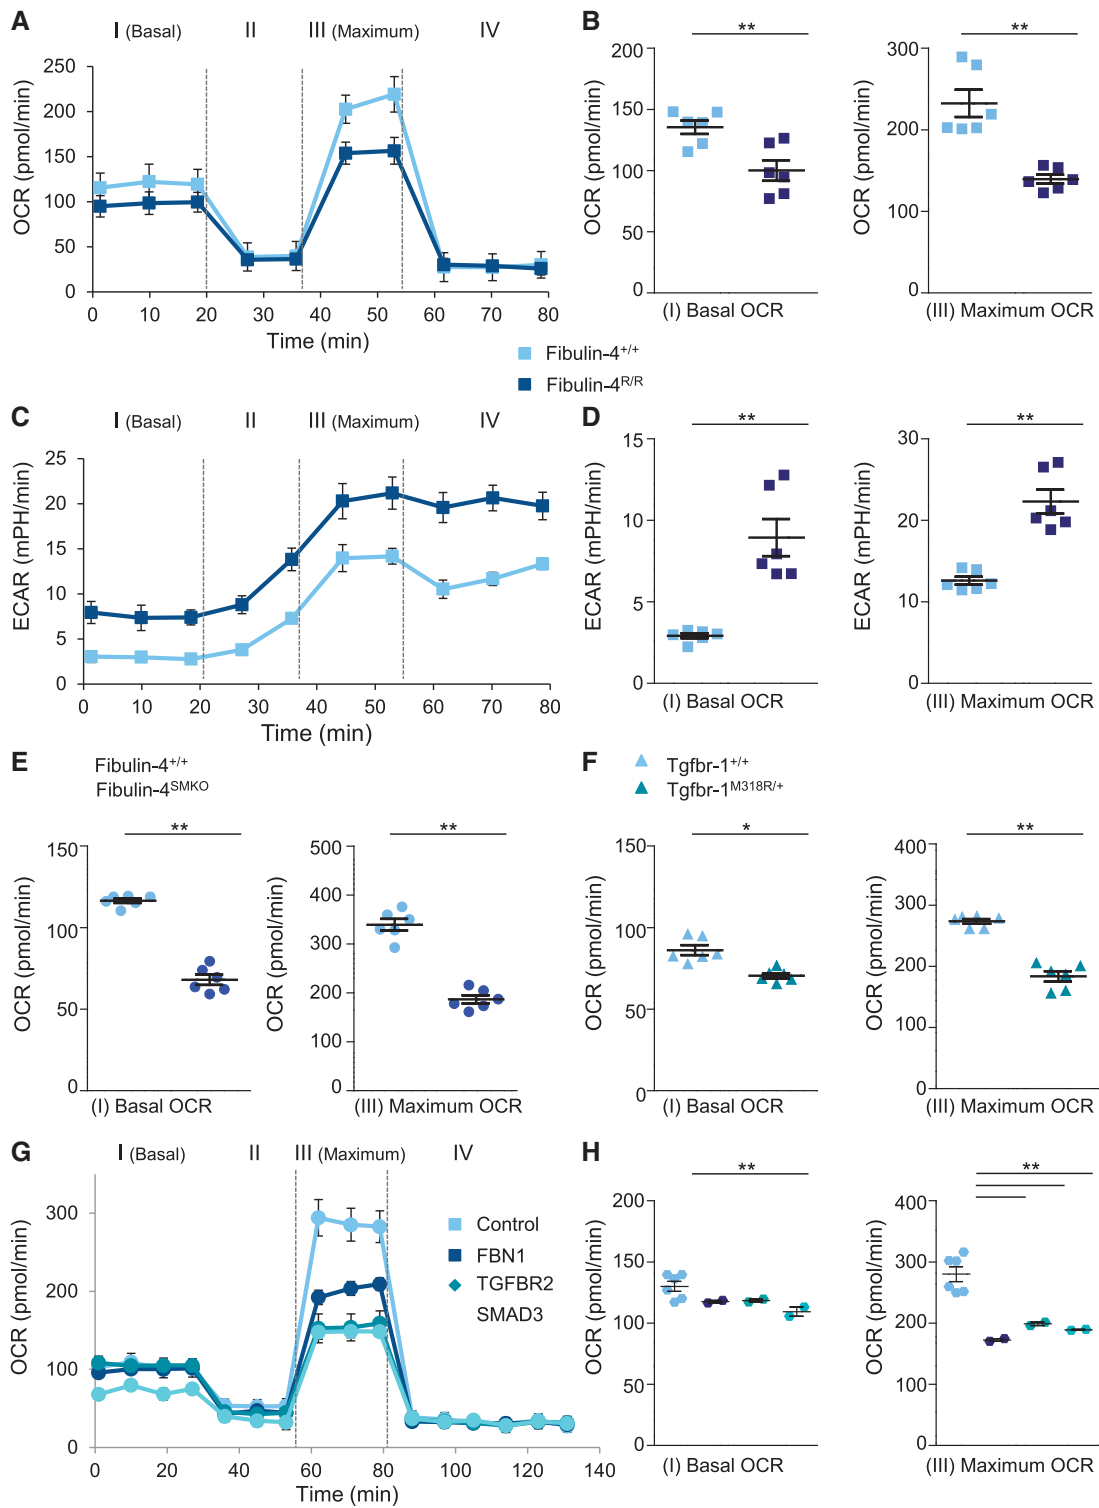 A
I (Basal) II III (Maximum) IV
OCR (pmol/min)
250
200
150
100
50
0
0 10 20 30 40 50 60 70 80
Time (min)
B
**
OCR (pmol/min)
200
150
100
50
0
(I) Basal OCR
**
OCR (pmol/min)
300
200
100
0
(III) Maximum OCR
Fibulin-4+/+
Fibulin-4R/R
C
I (Basal) II III (Maximum) IV
ECAR (mPH/min)
25
20
15
10
5
0
0 10 20 30 40 50 60 70 80
Time (min)
D
**
ECAR (mPH/min)
15
10
5
0
(I) Basal OCR
**
ECAR (mPH/min)
30
20
10
0
(III) Maximum OCR
E
Fibulin-4+/+
Fibulin-4SMKO
**
OCR (pmol/min)
150
100
50
0
(I) Basal OCR
**
OCR (pmol/min)
500
400
300
200
100
0
(III) Maximum OCR
F
Tgfbr-1+/+
Tgfbr-1M318R/+
*
OCR (pmol/min)
150
100
50
0
(I) Basal OCR
**
OCR (pmol/min)
400
300
200
100
0
(III) Maximum OCR
G
I (Basal) II III (Maximum) IV
OCR (pmol/min)
300
200
100
0
0 20 40 60 80 100 120 140
Time (min)
Control
FBN1
TGFBR2
SMAD3
H
**
OCR (pmol/min)
200
150
100
50
0
(I) Basal OCR
**
OCR (pmol/min)
400
300
200
100
0
(III) Maximum OCR